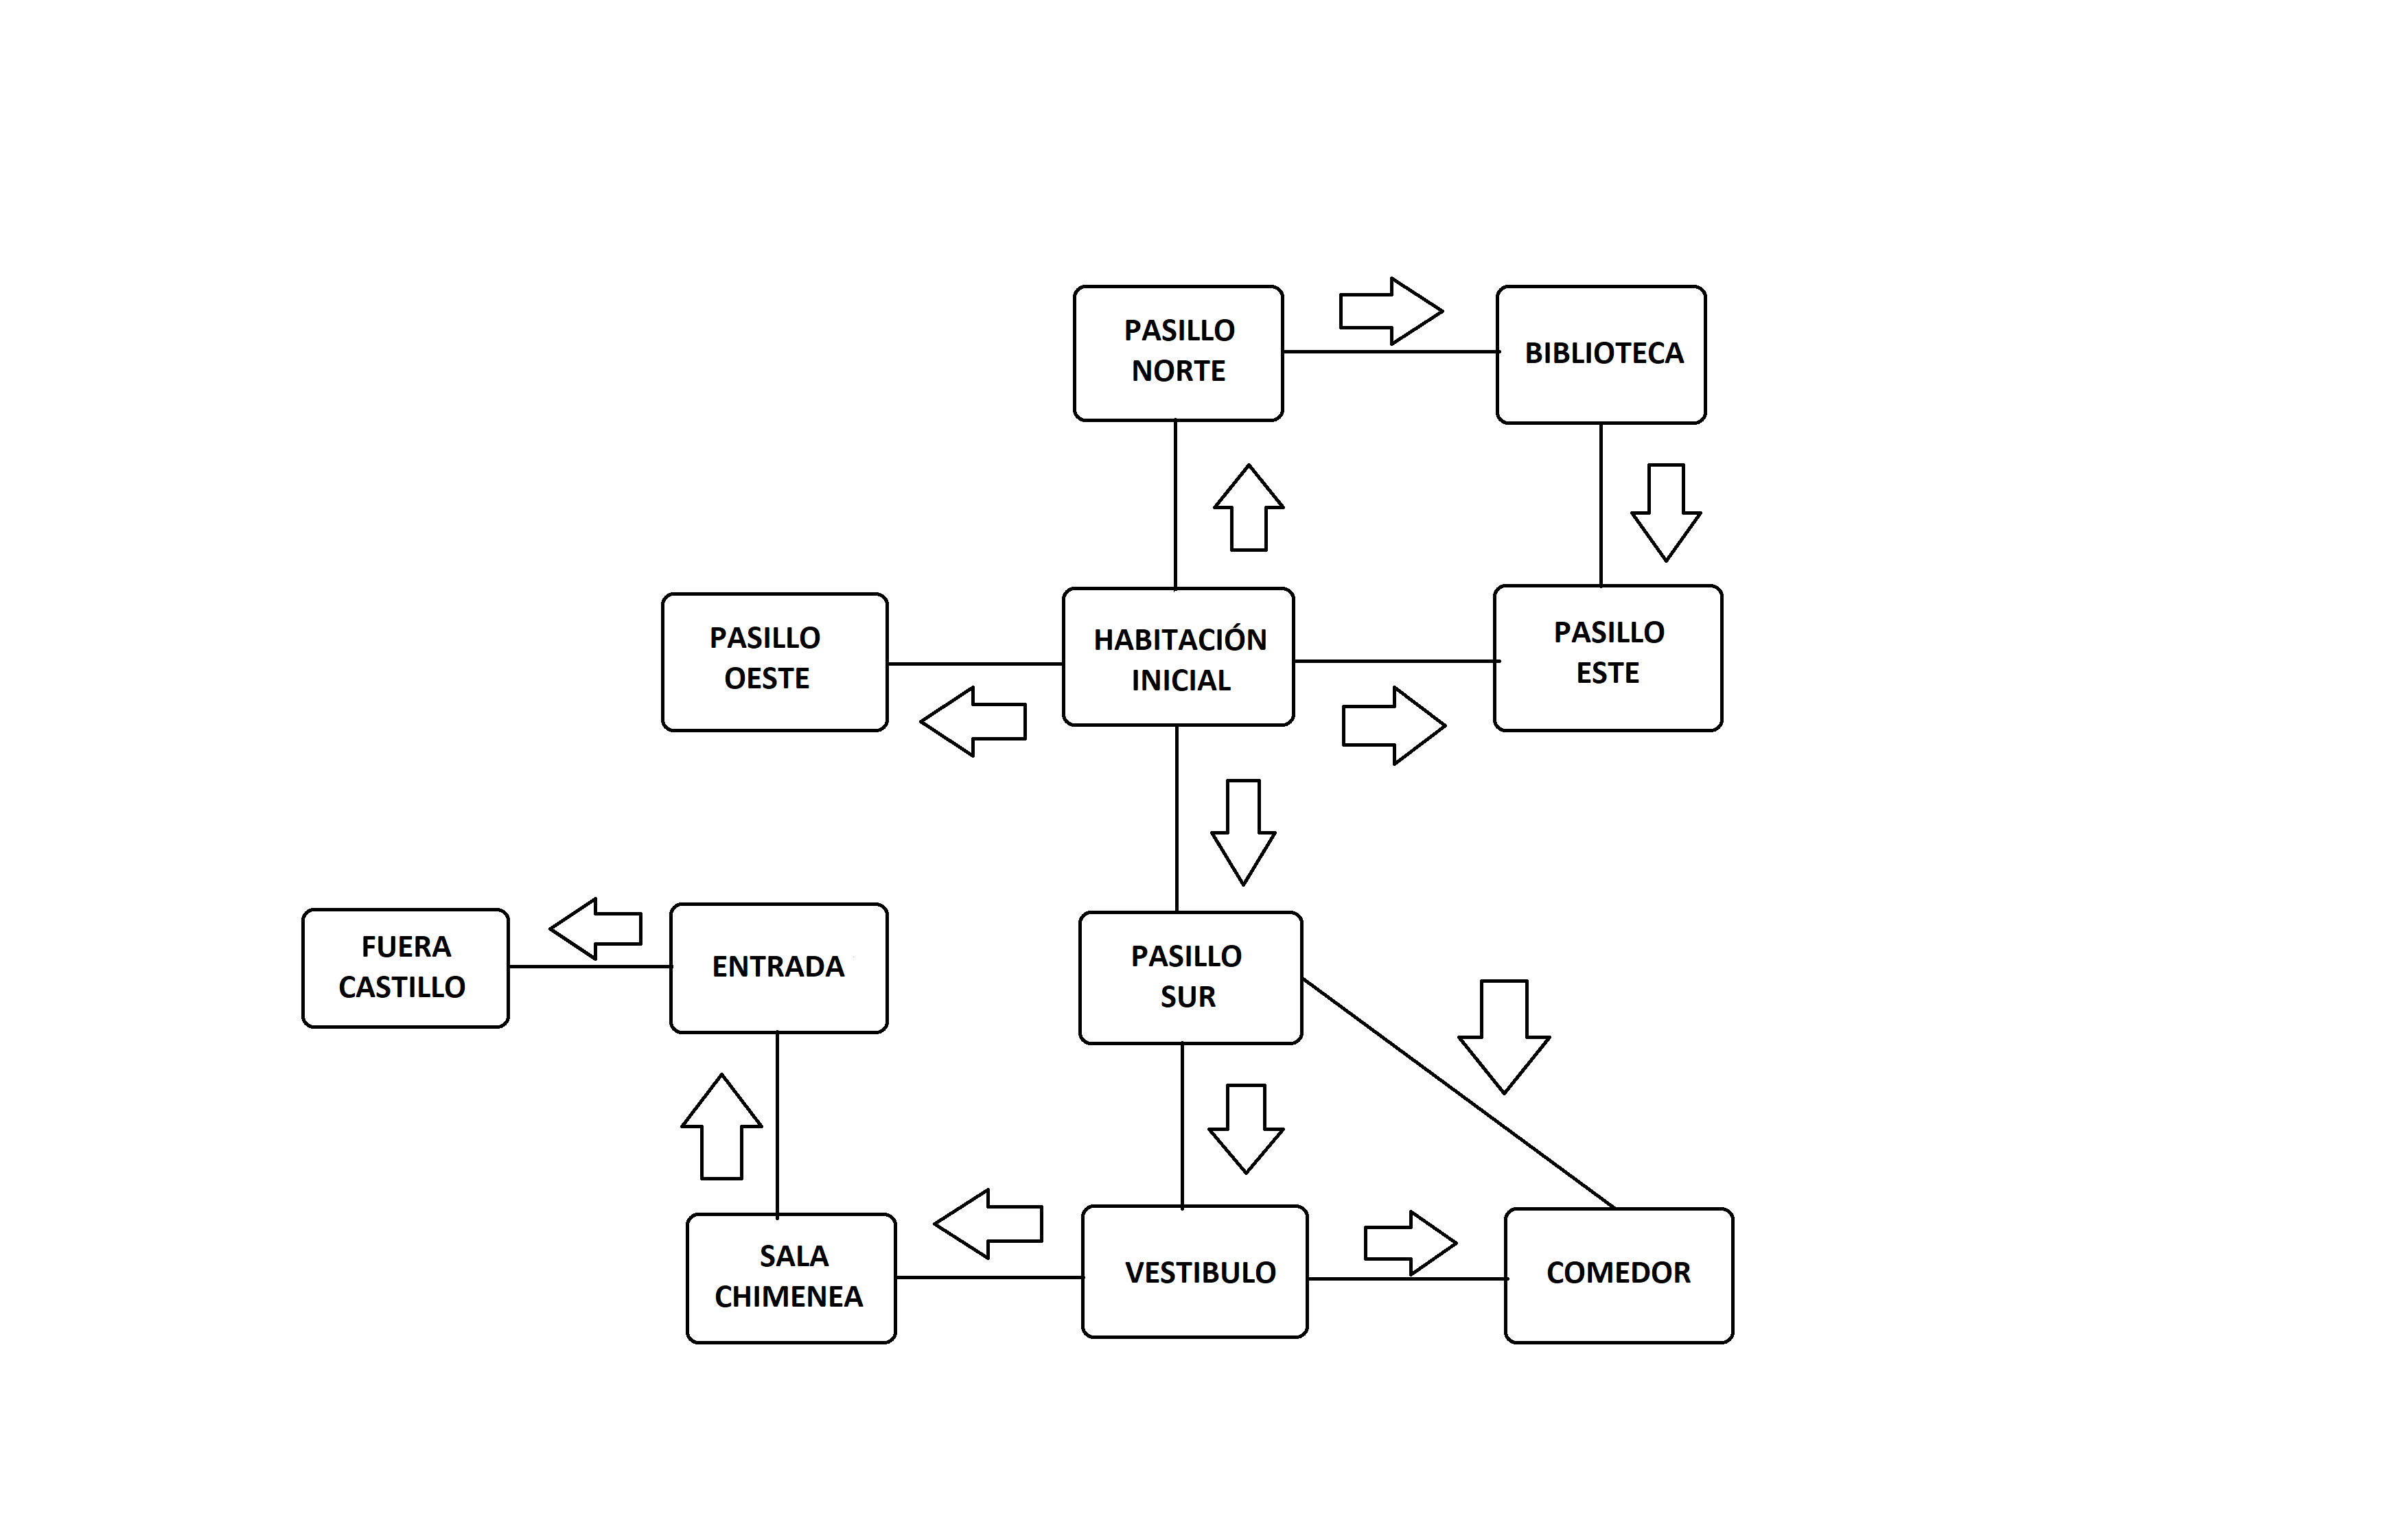 PASILLO
NORTE
BIBLIOTECA
PASILLO
OESTE
HABITACIÓN
INICIAL
PASILLO
ESTE
FUERA
CASTILLO
ENTRADA
PASILLO
SUR
SALA
CHIMENEA
VESTIBULO
COMEDOR